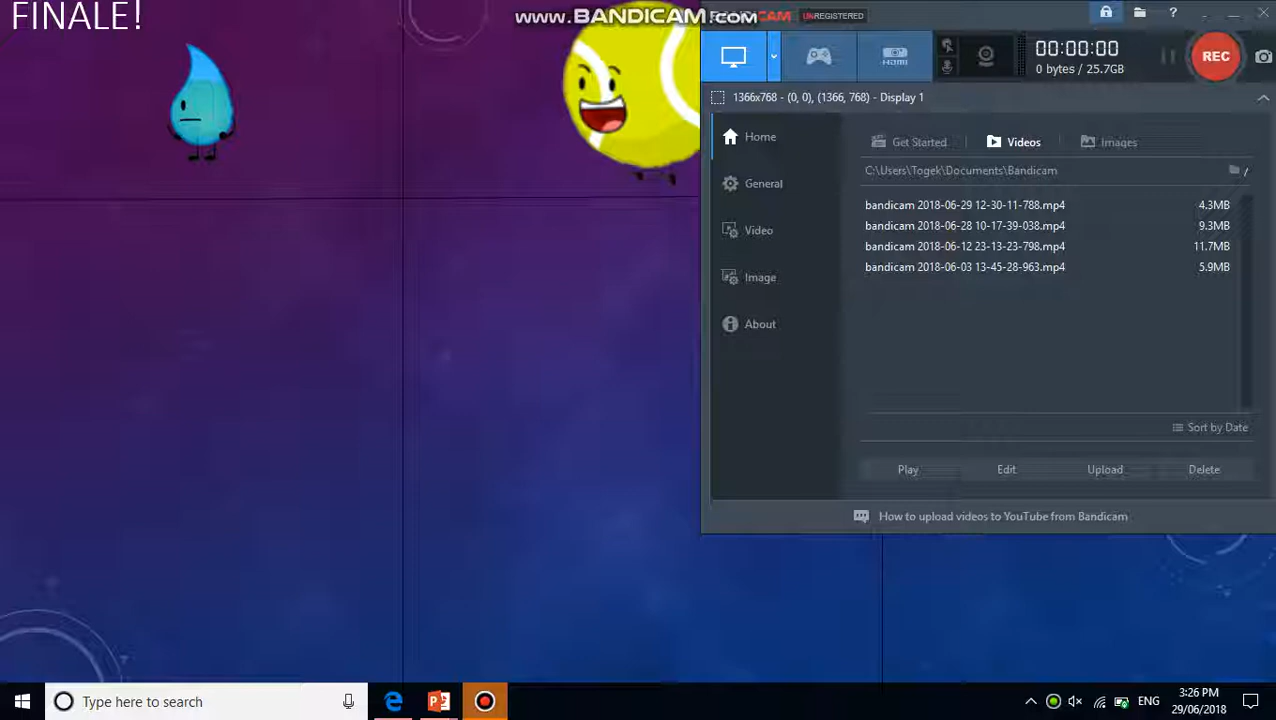 FINALE!
www.BANDICAM.com
BANDICAM UNREGISTERED
HDMI
00:00:00
0 bytes / 25.7GB
REC
1366x768 - (0, 0), (1366, 768) - Display 1
Home
General
Video
Image
About
Get Started
Videos
Images
C:\Users\Togek\Documents\Bandicam
bandicam 2018-06-29 12-30-11-788.mp4 4.3MB
bandicam 2018-06-28 10-17-39-038.mp4 9.3MB
bandicam 2018-06-12 23-13-23-798.mp4 11.7MB
bandicam 2018-06-03 13-45-28-963.mp4 5.9MB
Sort by Date
Play Edit Upload Delete
How to upload videos to YouTube from Bandicam
Type here to search
ENG
3:26 PM
29/06/2018